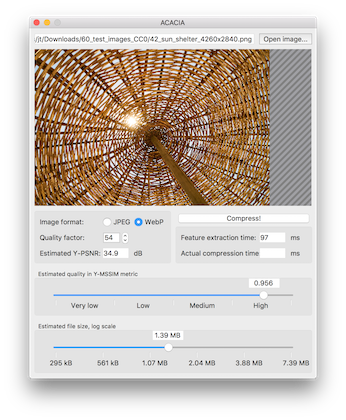 ACACIA
/jt/Downloads/60_test_images_CC0/42_sun_shelter_4260x2840.png Open image...
Image format: JPEG WebP Compress!
Quality factor: 54 Feature extraction time: 97 ms
Estimated Y-PSNR: 34.9 dB Actual compression time ms
Estimated quality in Y-MSSIM metric
0.956
Very low Low Medium High
Estimated file size, log scale
1.39 MB
295 kB 561 kB 1.07 MB 2.04 MB 3.88 MB 7.39 MB